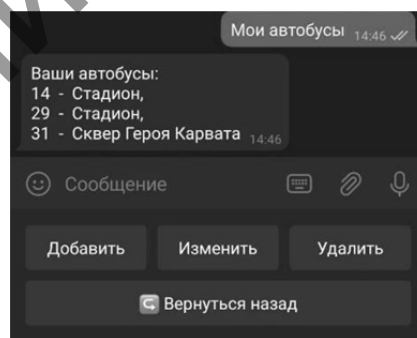 Мои автобусы 14:46
Ваши автобусы:
14 - Стадион,
29 - Стадион,
31 - Сквер Героя Карвата 14:46
Сообщение
Добавить Изменить Удалить
Вернуться назад